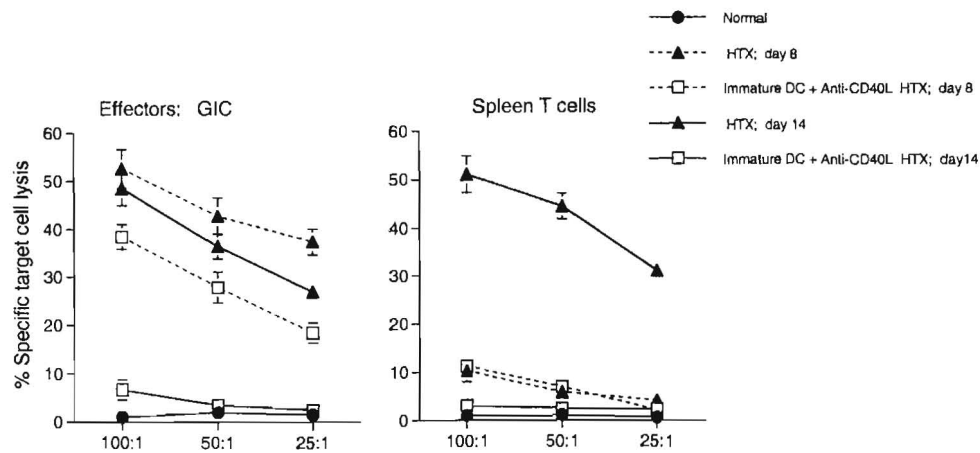 Normal
HTX; day 8
Immature DC + Anti-CD40L HTX; day 8
HTX; day 14
Immature DC + Anti-CD40L HTX; day14
Effectors: GIC
Spleen T cells
% Specific target cell lysis
60
50
40
30
20
10
0
100:1
50:1
25:1
60
50
40
30
20
10
0
100:1
50:1
25:1